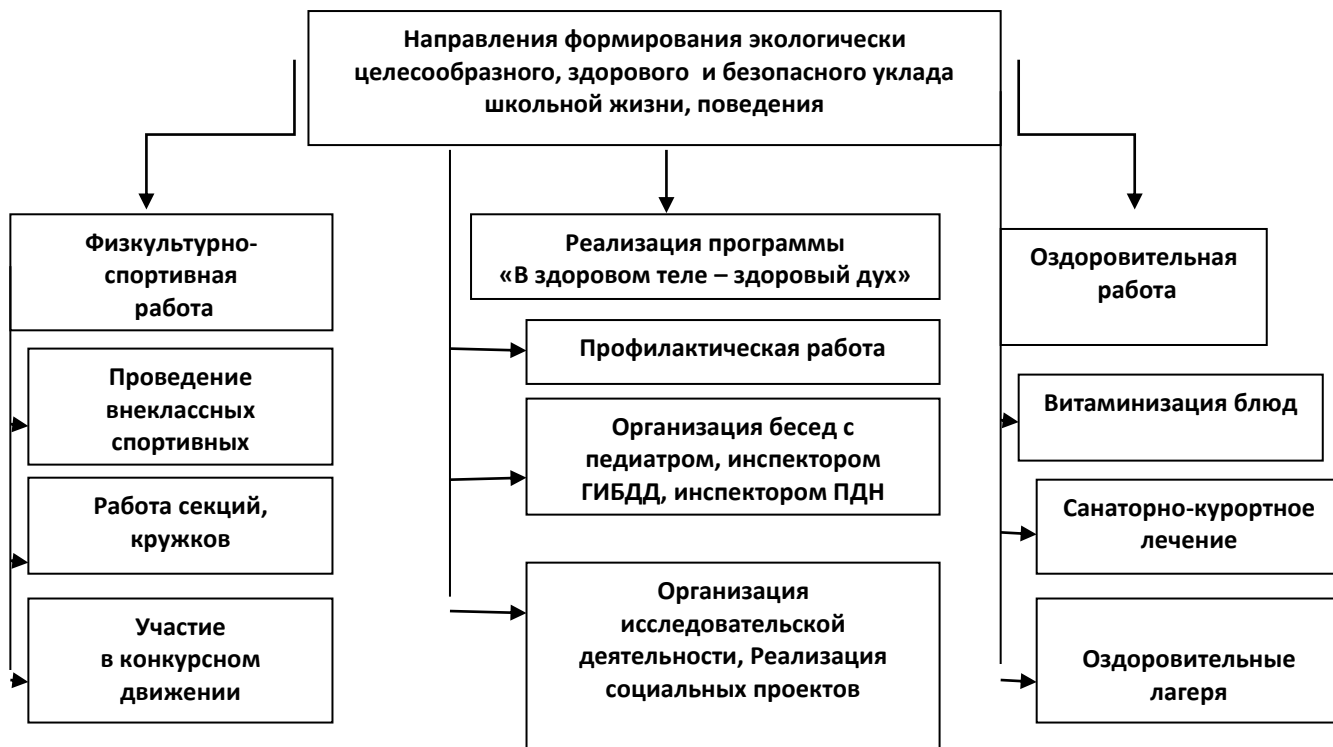 Направления формирования экологически
целесообразного, здорового и безопасного уклада
школьной жизни, поведения
Физкультурно-
спортивная
работа
Проведение
внеклассных
спортивных
Работа секций,
кружков
Участие
в конкурсном
движении
Реализация программы
«В здоровом теле – здоровый дух»
Профилактическая работа
Организация бесед с
педиатром, инспектором
ГИБДД, инспектором ПДН
Организация
исследовательской
деятельности, Реализация
социальных проектов
Оздоровительная
работа
Витаминизация блюд
Санаторно-курортное
лечение
Оздоровительные
лагеря